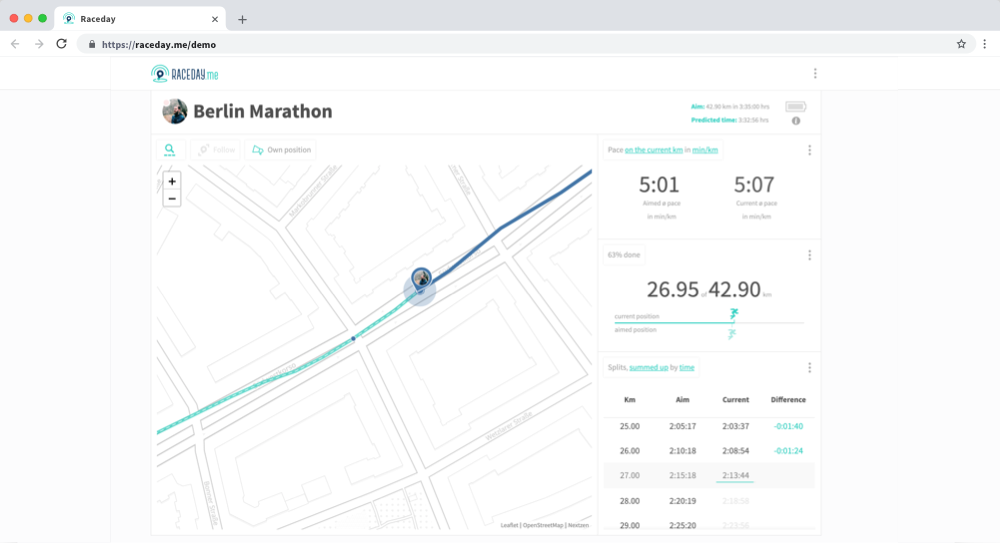 Raceday
https://raceday.me/demo
RACEDAY.me
Berlin Marathon
Aim: 42.90 km in 3:30:00 hrs
Predicted time: 3:32:56 hrs
Follow
Own position
+
−
Straße
Straße
Wetzlarer Straße
Leaflet | OpenStreetMap | Nextzen
Pace on the current km in min/km
5:01
5:07
Aimed ø pace
Current ø pace
in min/km
in min/km
63% done
26.95 of 42.90 km
current position
aimed position
Splits, summed up by time
Km Aim Current Difference
25.00 2:05:17 2:03:37 -0:01:40
26.00 2:10:18 2:08:54 -0:01:24
27.00 2:15:18 2:13:44
28.00 2:20:19 2:18:58
29.00 2:25:20 2:23:56